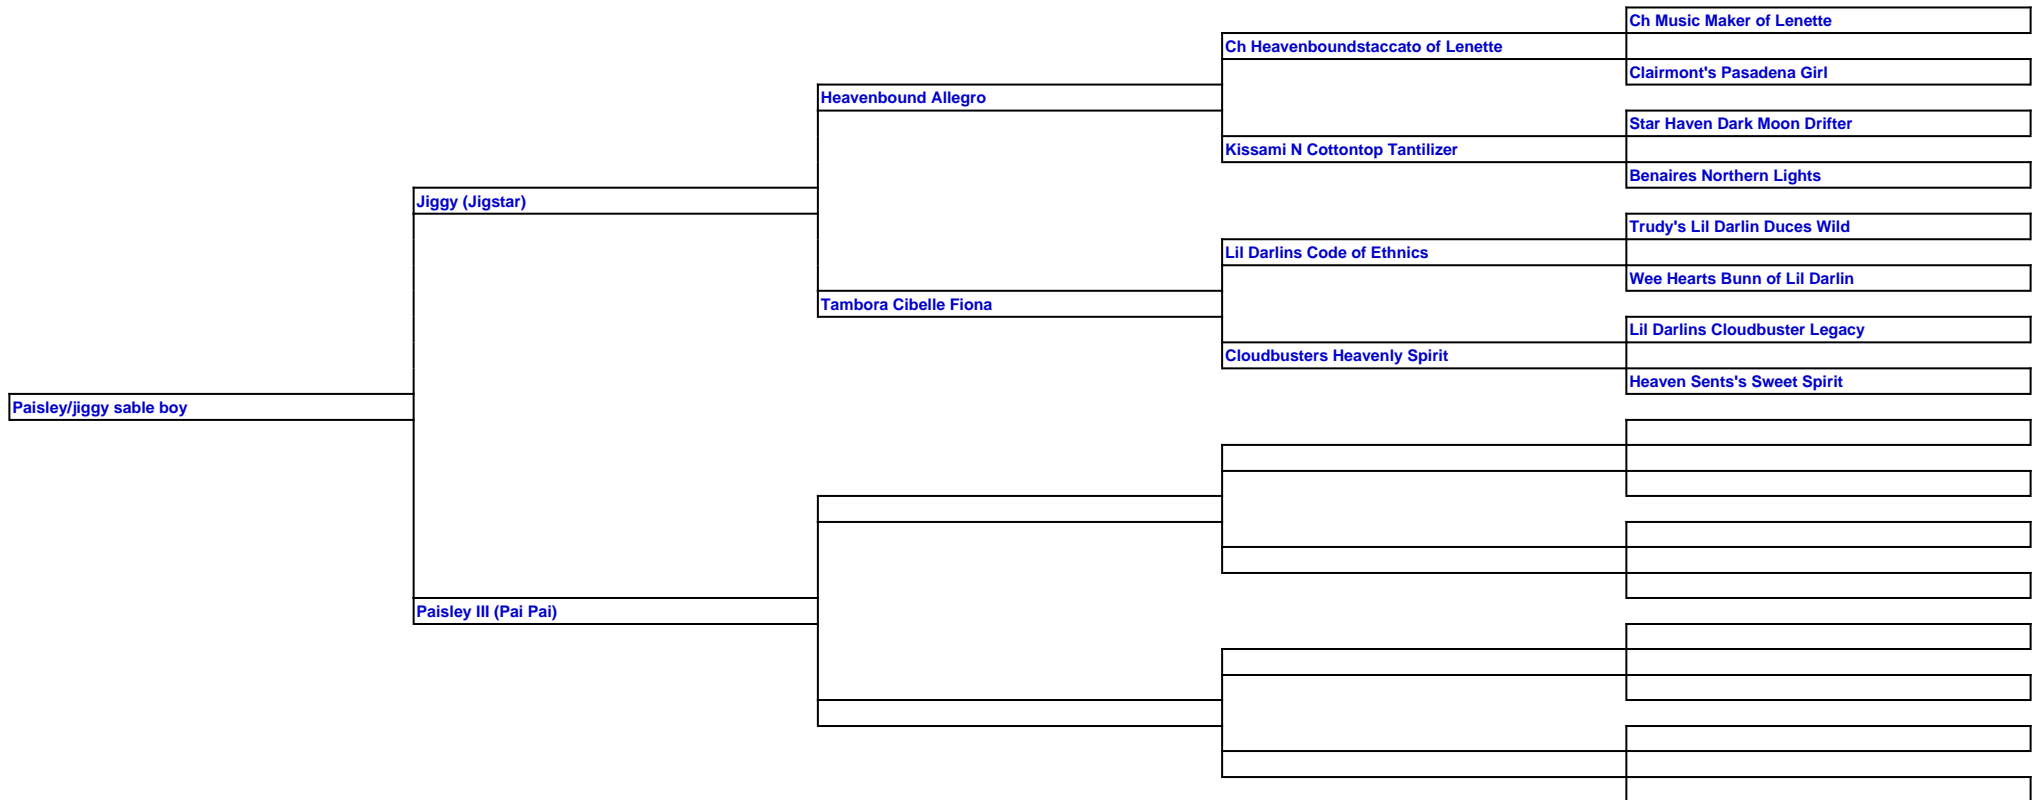 Ch Music Maker of Lenette
Ch Heavenboundstaccato of Lenette
Clairmont's Pasadena Girl
Heavenbound Allegro
Star Haven Dark Moon Drifter
Kissami N Cottontop Tantilizer
Benaires Northern Lights
Jiggy (Jigstar)
Trudy's Lil Darlin Duces Wild
Lil Darlins Code of Ethnics
Wee Hearts Bunn of Lil Darlin
Tambora Cibelle Fiona
Lil Darlins Cloudbuster Legacy
Cloudbusters Heavenly Spirit
Heaven Sents's Sweet Spirit
Paisley/jiggy sable boy
Paisley III (Pai Pai)